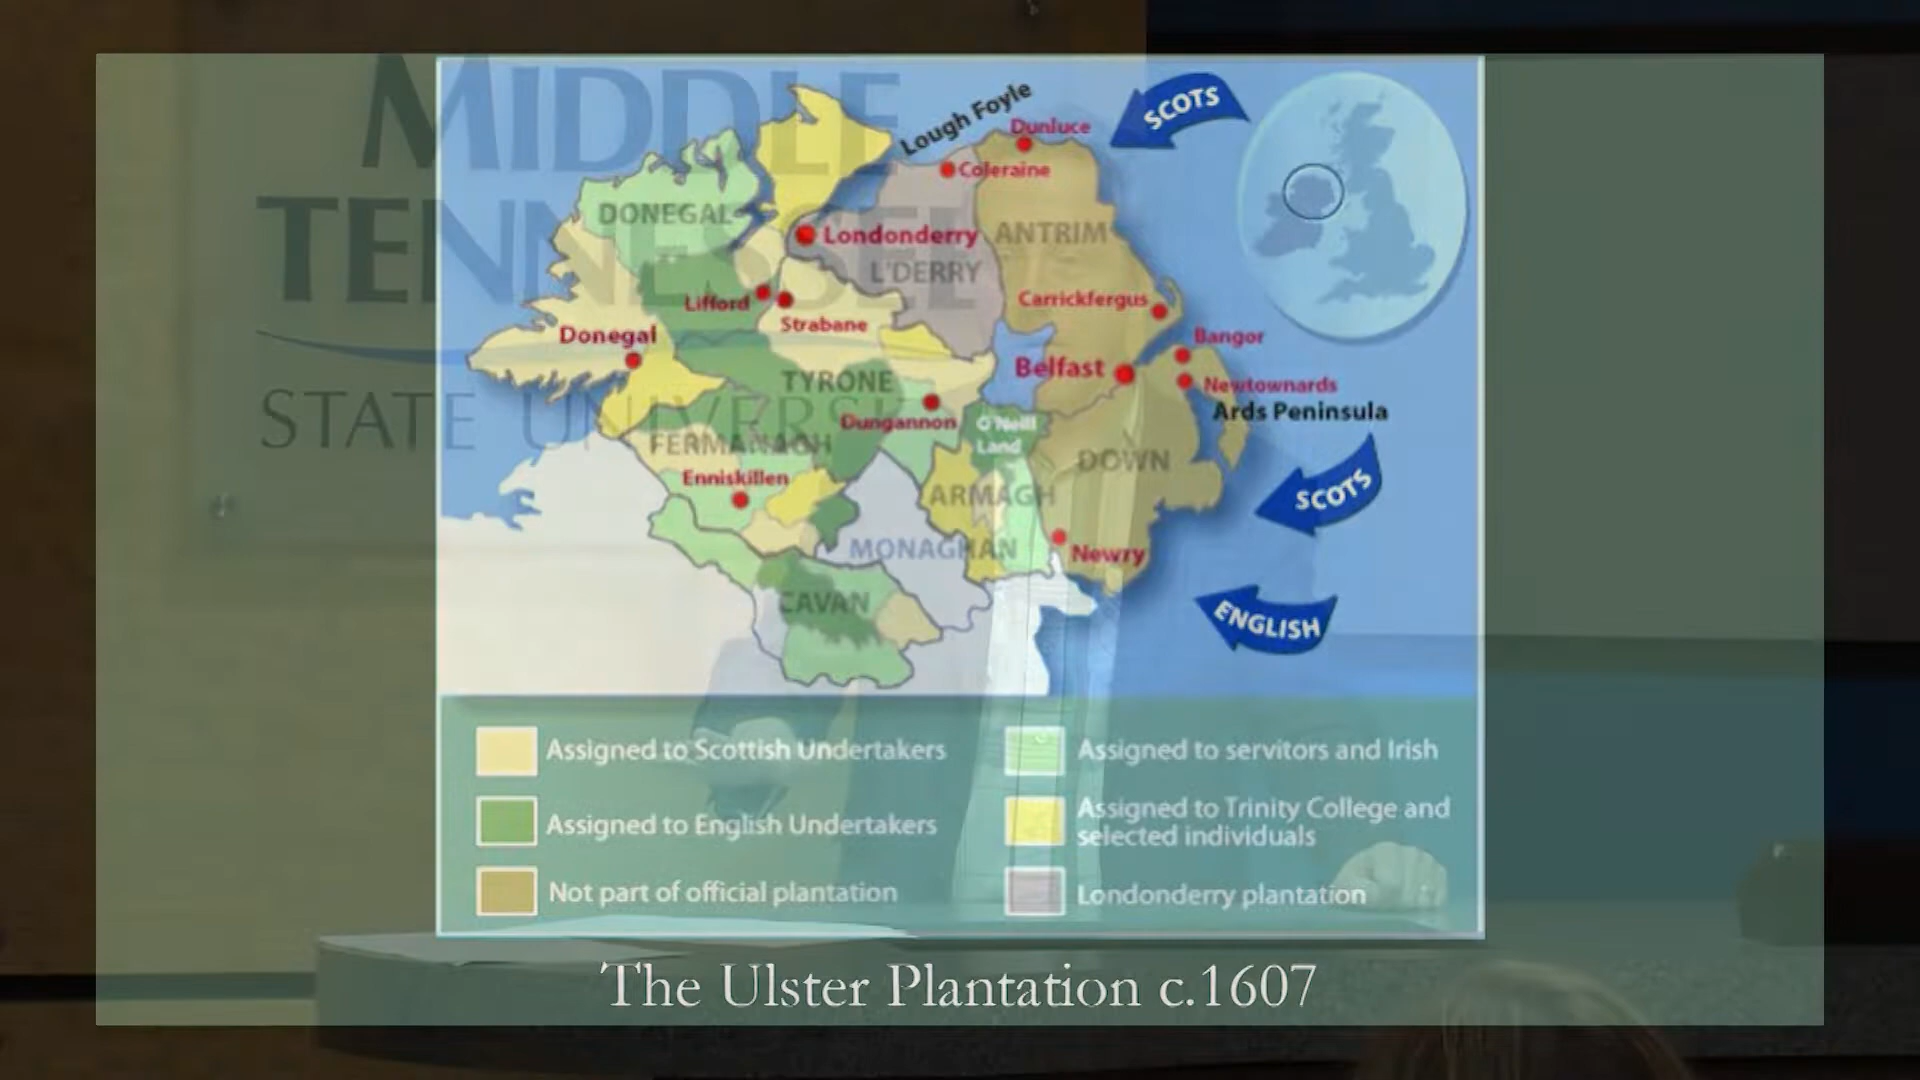 MIDDLE
TENNESSEE
STATE UNIVERSI
Lough Foyle
SCOTS
Dunluce
Coleraine
DONEGAL
Londonderry
ANTRIM
L'DERRY
Lifford
Strabane
Carrickfergus
Donegal
Bangor
Belfast
TYRONE
Newtownards
Ards Peninsula
Dungannon
O'Neill
Land
FERMANAGH
DOWN
Enniskillen
ARMAGH
SCOTS
MONAGHAN
Newry
CAVAN
ENGLISH
Assigned to Scottish Undertakers
Assigned to English Undertakers
Not part of official plantation
Assigned to servitors and Irish
Assigned to Trinity College and
selected individuals
Londonderry plantation
The Ulster Plantation c.1607